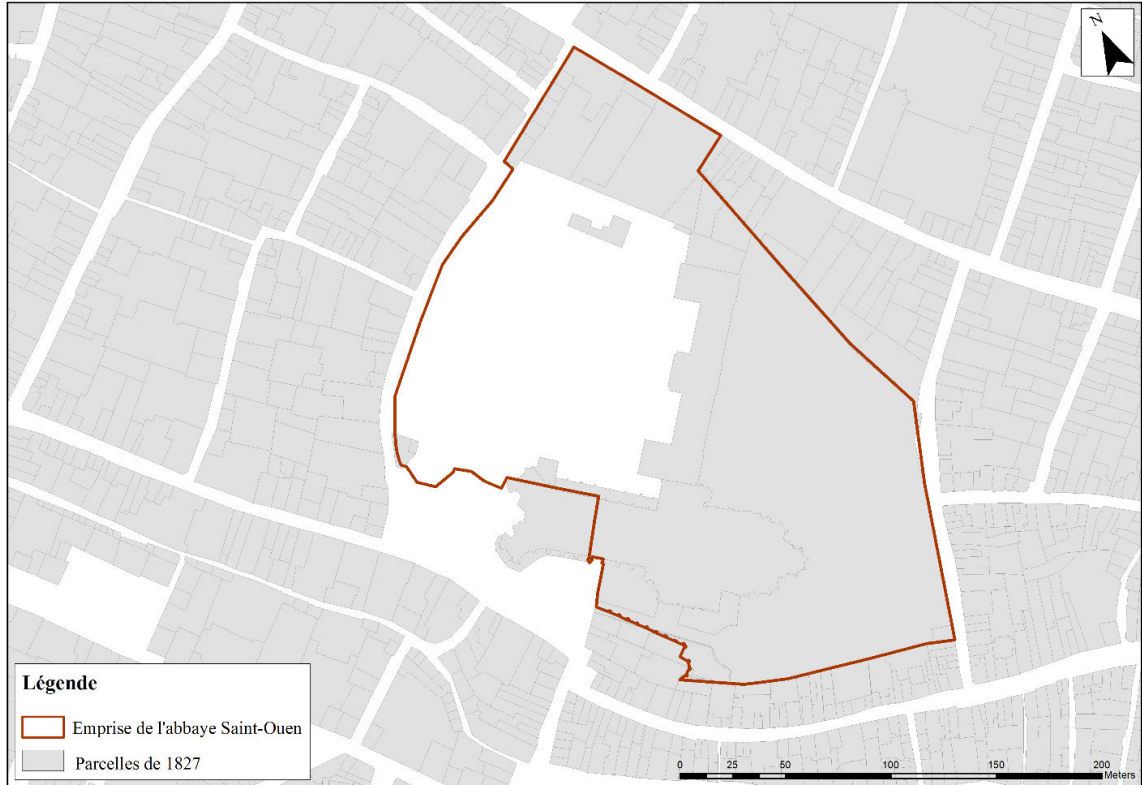 N
Légende
Emprise de l'abbaye Saint-Ouen
Parcelles de 1827
0 25 50 100 150 200
Meters